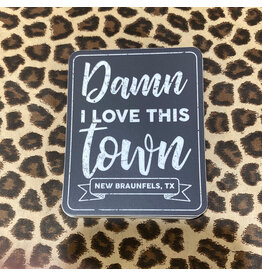 Damn
I LOVE THIS
town
NEW BRAUNFELS, TX